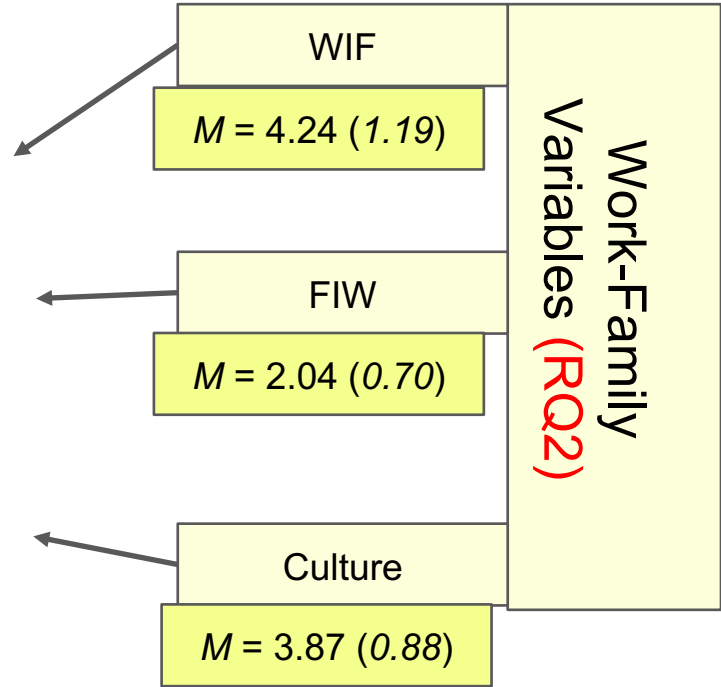 WIF
M = 4.24 (1.19)
FIW
M = 2.04 (0.70)
Culture
M = 3.87 (0.88)
Work-Family
Variables (RQ2)